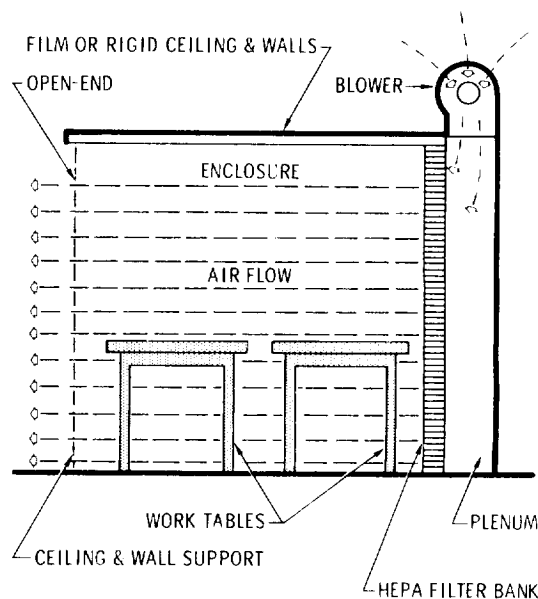 FILM OR RIGID CEILING & WALLS
OPEN-END
BLOWER
ENCLOSURE
AIR FLOW
WORK TABLES
PLENUM
CEILING & WALL SUPPORT
HEPA FILTER BANK